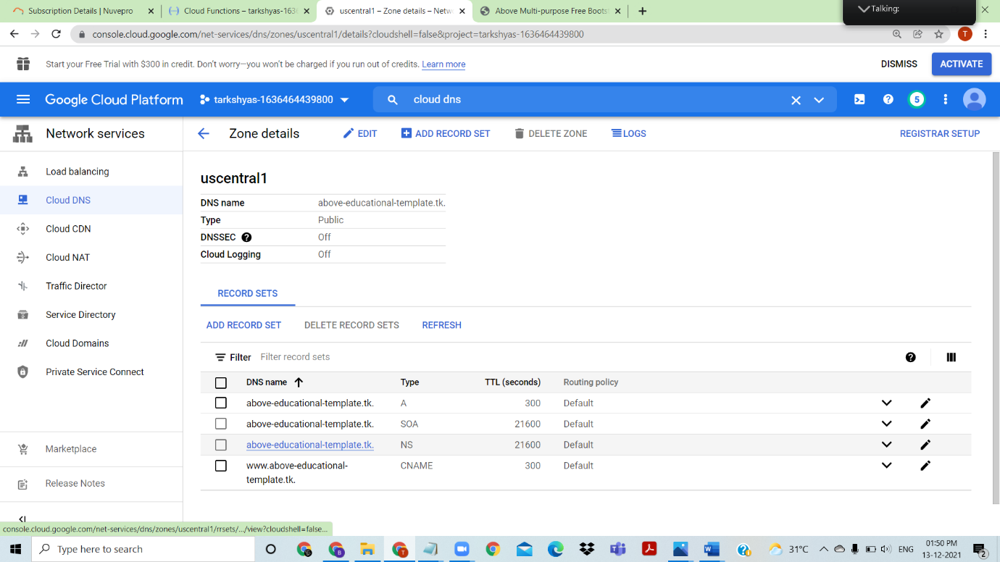 Subscription Details | Nuvepro
Cloud Functions – tarkshyas-1636
uscentral1 – Zone details – Netw
Above Multi-purpose Free Boots
Talking:
console.cloud.google.com/net-services/dns/zones/uscentral1/details?cloudshell=false&project=tarkshyas-1636464439800
T
Start your Free Trial with $300 in credit. Don't worry—you won't be charged if you run out of credits. Learn more
DISMISS
ACTIVATE
Google Cloud Platform
tarkshyas-1636464439800
cloud dns
5
Network services
Zone details
EDIT
ADD RECORD SET
DELETE ZONE
LOGS
REGISTRAR SETUP
Load balancing
Cloud DNS
Cloud CDN
Cloud NAT
Traffic Director
Service Directory
Cloud Domains
Private Service Connect
Marketplace
Release Notes
uscentral1
DNS name above-educational-template.tk.
Type Public
DNSSEC Off
Cloud Logging Off
RECORD SETS
ADD RECORD SET DELETE RECORD SETS REFRESH
Filter Filter record sets
DNS name Type TTL (seconds) Routing policy
above-educational-template.tk. A 300 Default
above-educational-template.tk. SOA 21600 Default
above-educational-template.tk. NS 21600 Default
www.above-educational- CNAME 300 Default
template.tk.
console.cloud.google.com/net-services/dns/zones/uscentral1/rrsets/.../view?cloudshell=false...
Type here to search
31°C
ENG
01:50 PM
13-12-2021
2